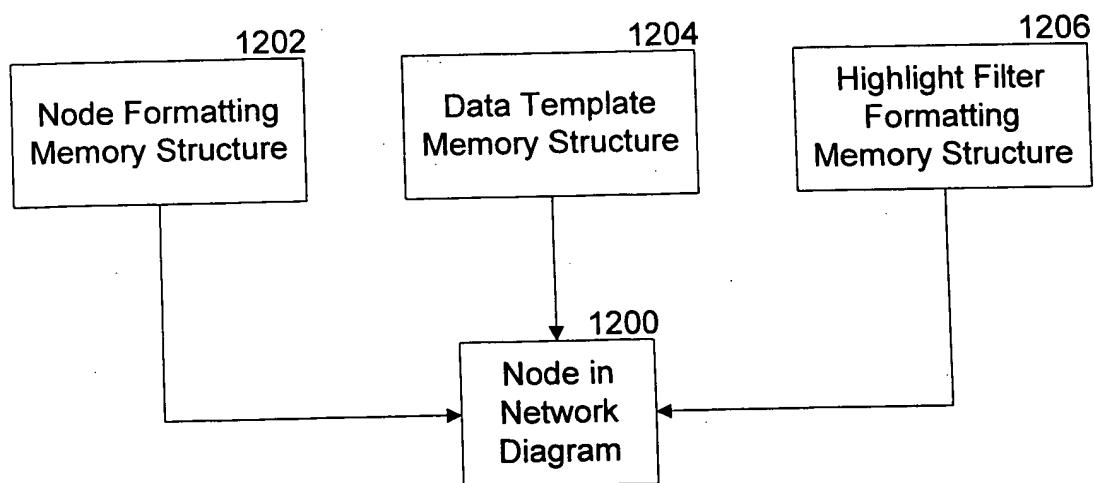 1202
Node Formatting
Memory Structure
1204
Data Template
Memory Structure
1206
Highlight Filter
Formatting
Memory Structure
1200
Node in
Network
Diagram